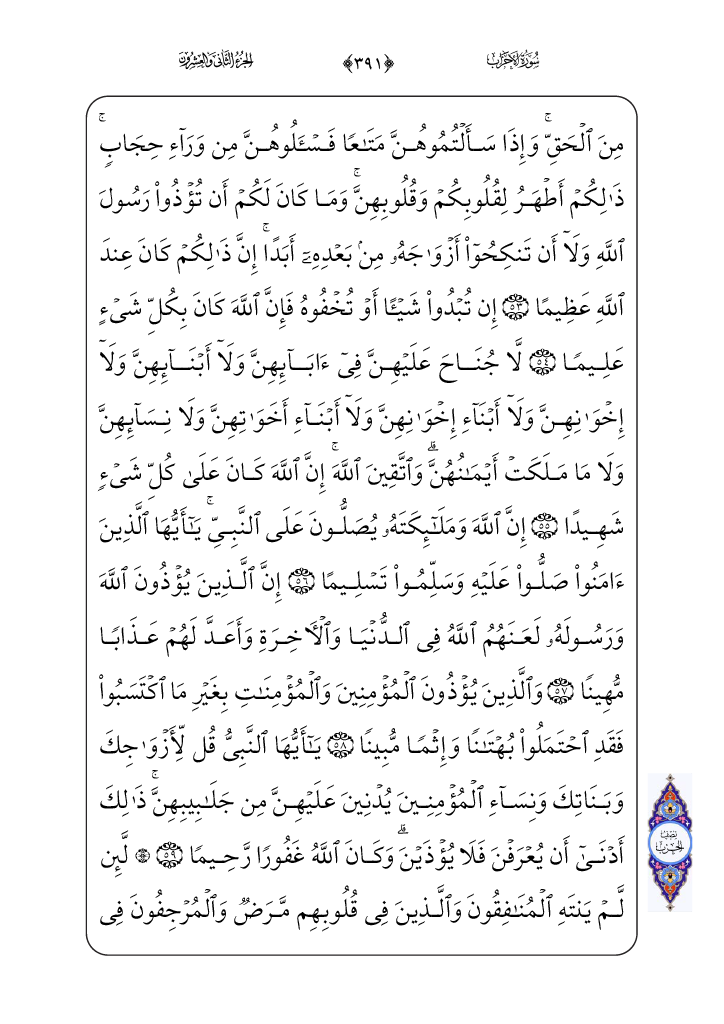 سُورَةُ الأَحْزَابِ ﴿٣٩١﴾ الجُزْءُ الثَّانِي وَالعِشْرُونَ
مِنَ ٱلۡحَقِّۚ وَإِذَا سَأَلۡتُمُوهُنَّ مَتَٰعٗا فَسۡـَٔلُوهُنَّ مِن وَرَآءِ حِجَابٖۚ
ذَٰلِكُمۡ أَطۡهَرُ لِقُلُوبِكُمۡ وَقُلُوبِهِنَّۚ وَمَا كَانَ لَكُمۡ أَن تُؤۡذُواْ رَسُولَ
ٱللَّهِ وَلَآ أَن تَنكِحُوٓاْ أَزۡوَٰجَهُۥ مِنۢ بَعۡدِهِۦٓ أَبَدًاۚ إِنَّ ذَٰلِكُمۡ كَانَ عِندَ
ٱللَّهِ عَظِيمًا ۝٥٣ إِن تُبۡدُواْ شَيۡـًٔا أَوۡ تُخۡفُوهُ فَإِنَّ ٱللَّهَ كَانَ بِكُلِّ شَيۡءٍ
عَلِيمٗا ۝٥٤ لَّا جُنَاحَ عَلَيۡهِنَّ فِيٓ ءَابَآئِهِنَّ وَلَآ أَبۡنَآئِهِنَّ وَلَآ
إِخۡوَٰنِهِنَّ وَلَآ أَبۡنَآءِ إِخۡوَٰنِهِنَّ وَلَآ أَبۡنَآءِ أَخَوَٰتِهِنَّ وَلَا نِسَآئِهِنَّ
وَلَا مَا مَلَكَتۡ أَيۡمَٰنُهُنَّۗ وَٱتَّقِينَ ٱللَّهَۚ إِنَّ ٱللَّهَ كَانَ عَلَىٰ كُلِّ شَيۡءٖ
شَهِيدًا ۝٥٥ إِنَّ ٱللَّهَ وَمَلَٰٓئِكَتَهُۥ يُصَلُّونَ عَلَى ٱلنَّبِيِّۚ يَٰٓأَيُّهَا ٱلَّذِينَ
ءَامَنُواْ صَلُّواْ عَلَيۡهِ وَسَلِّمُواْ تَسۡلِيمًا ۝٥٦ إِنَّ ٱلَّذِينَ يُؤۡذُونَ ٱللَّهَ
وَرَسُولَهُۥ لَعَنَهُمُ ٱللَّهُ فِي ٱلدُّنۡيَا وَٱلۡأٓخِرَةِ وَأَعَدَّ لَهُمۡ عَذَابٗا
مُّهِينٗا ۝٥٧ وَٱلَّذِينَ يُؤۡذُونَ ٱلۡمُؤۡمِنِينَ وَٱلۡمُؤۡمِنَٰتِ بِغَيۡرِ مَا ٱكۡتَسَبُواْ
فَقَدِ ٱحۡتَمَلُواْ بُهۡتَٰنٗا وَإِثۡمٗا مُّبِينٗا ۝٥٨ يَٰٓأَيُّهَا ٱلنَّبِيُّ قُل لِّأَزۡوَٰجِكَ
وَبَنَاتِكَ وَنِسَآءِ ٱلۡمُؤۡمِنِينَ يُدۡنِينَ عَلَيۡهِنَّ مِن جَلَٰبِيبِهِنَّۚ ذَٰلِكَ
أَدۡنَىٰٓ أَن يُعۡرَفۡنَ فَلَا يُؤۡذَيۡنَۗ وَكَانَ ٱللَّهُ غَفُورٗا رَّحِيمٗا ۝٥٩ ۞ لَّئِن
لَّمۡ يَنتَهِ ٱلۡمُنَٰفِقُونَ وَٱلَّذِينَ فِي قُلُوبِهِم مَّرَضٞ وَٱلۡمُرۡجِفُونَ فِي
نِصْفُ
الحِزْبِ